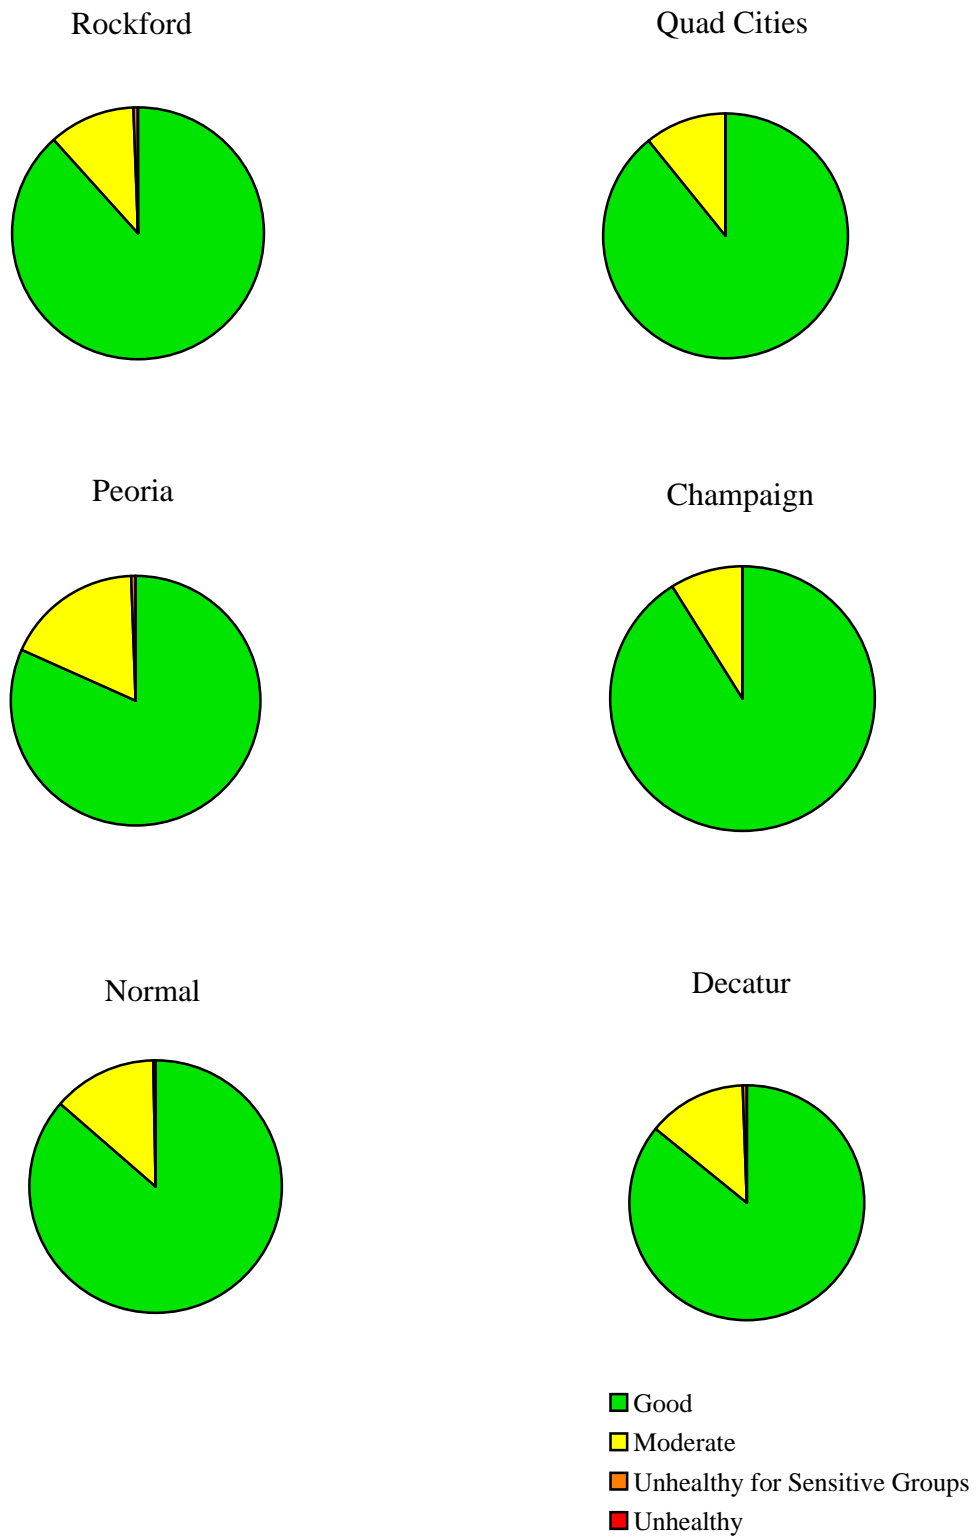 Rockford
Quad Cities
Peoria
Champaign
Normal
Decatur
Good
Moderate
Unhealthy for Sensitive Groups
Unhealthy